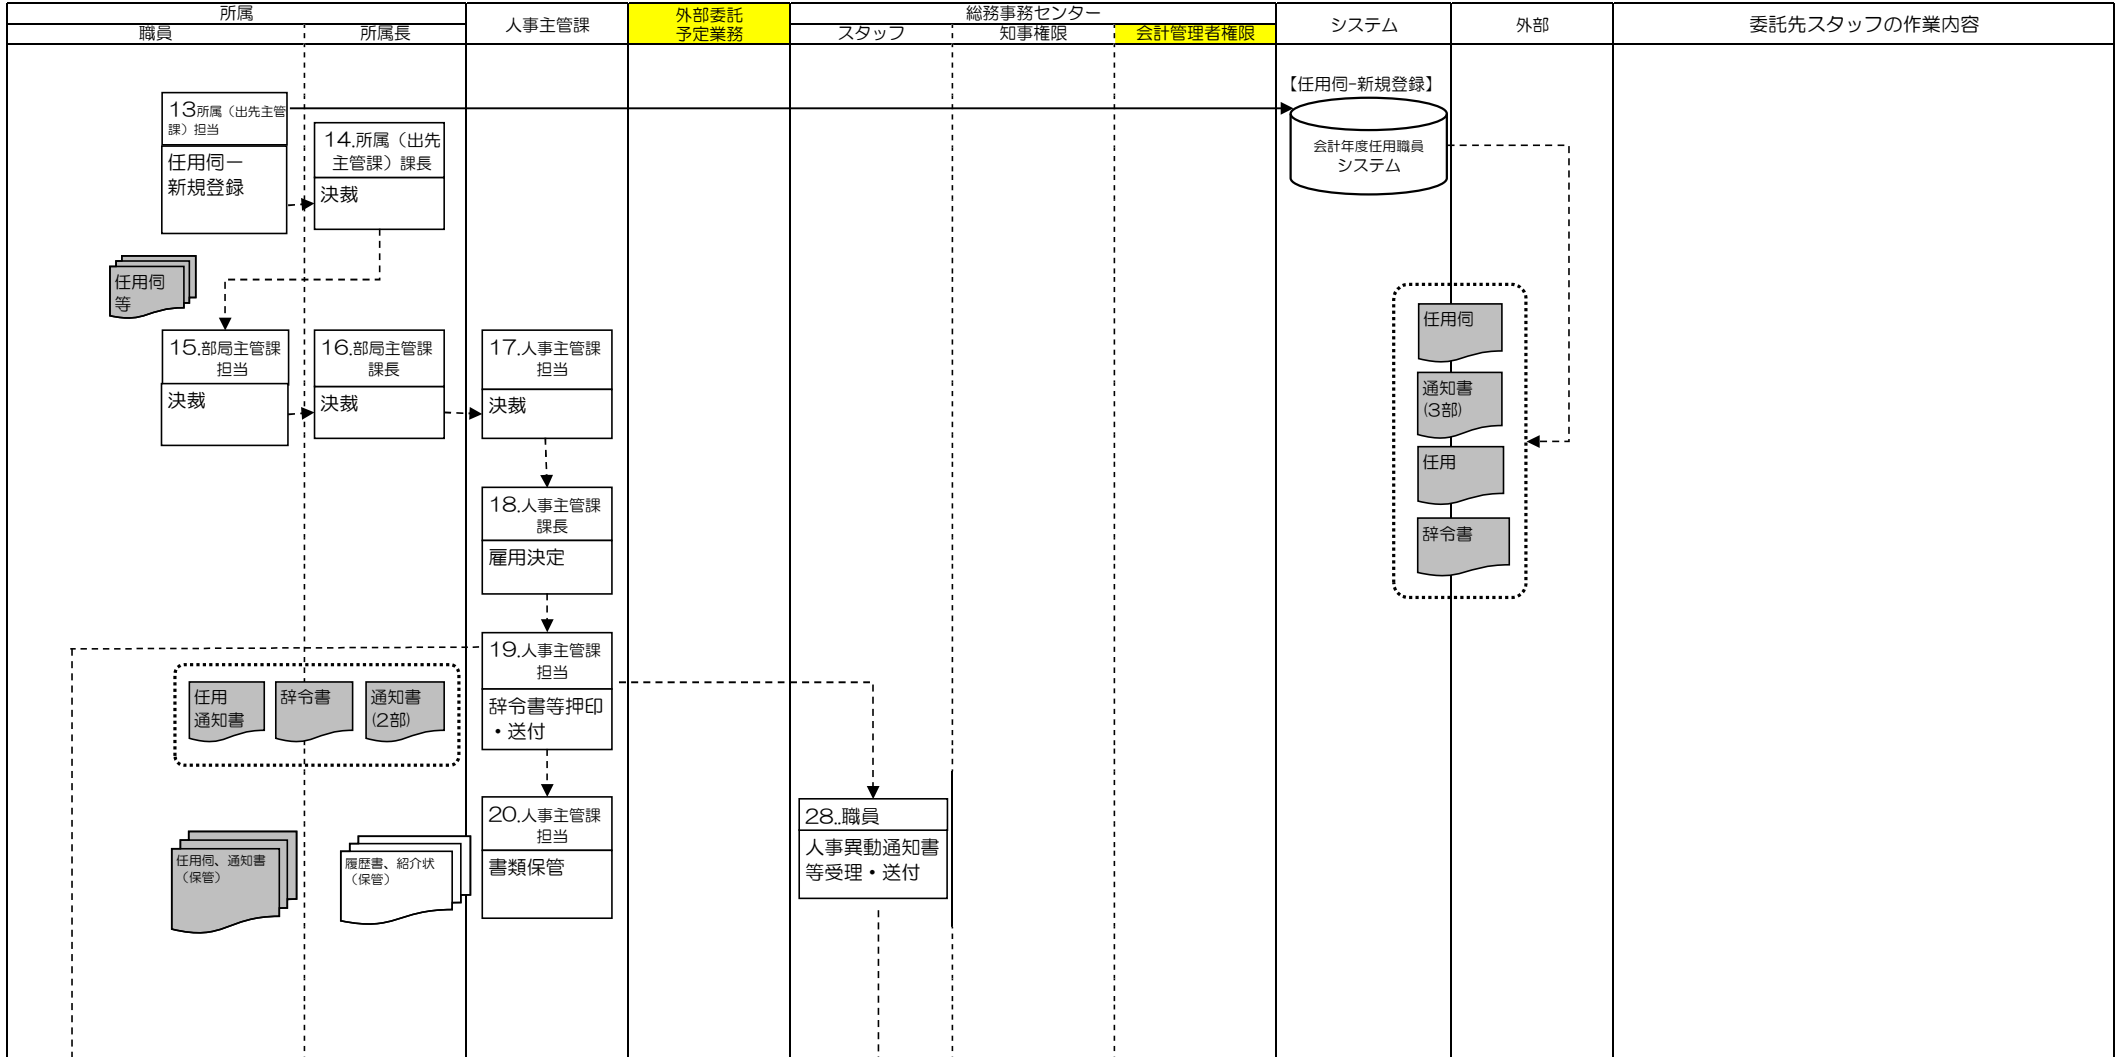 所属
人事主管課
外部委託
予定業務
総務事務センター
システム
外部
委託先スタッフの作業内容
職員
所属長
スタッフ
知事権限
会計管理者権限
【任用伺-新規登録】
13所属（出先主管
課）担当
任用伺ー
新規登録
14.所属（出先
主管課）課長
決裁
会計年度任用職員
システム
任用伺
等
15.部局主管課
担当
決裁
16.部局主管課
課長
決裁
17.人事主管課
担当
決裁
任用伺
通知書
(3部)
任用
辞令書
18.人事主管課
課長
雇用決定
19.人事主管課
担当
辞令書等押印
・送付
任用
通知書
辞令書
通知書
(2部)
20.人事主管課
担当
書類保管
28..職員
人事異動通知書
等受理・送付
任用伺、通知書
（保管）
履歴書、紹介状
（保管）